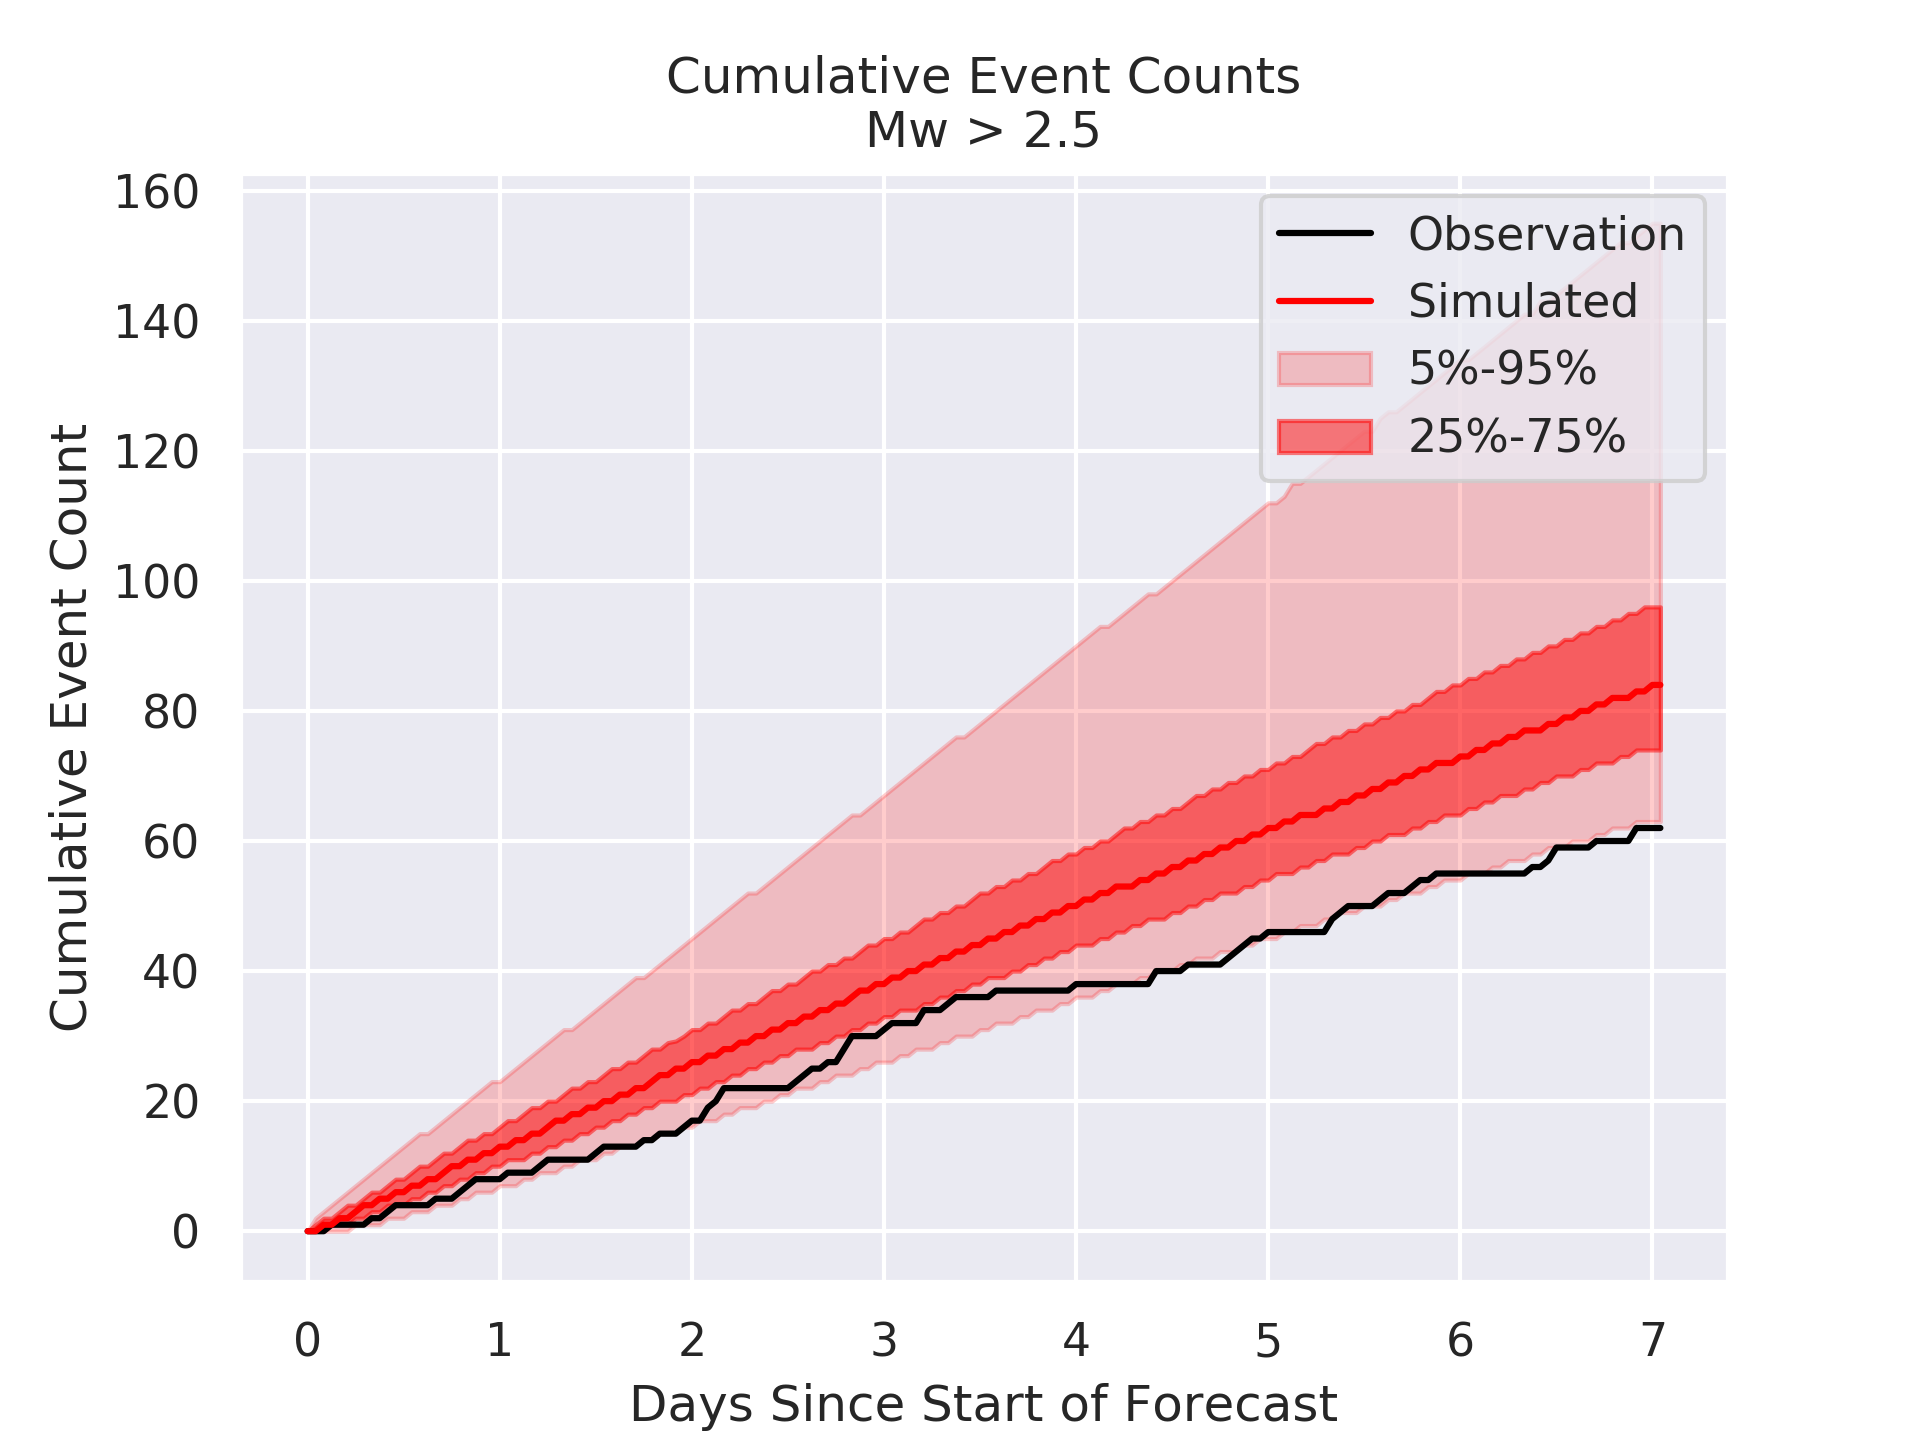 Cumulative Event Counts
Mw > 2.5
Cumulative Event Count
160
140
120
100
80
60
40
20
0
Observation
Simulated
5%-95%
25%-75%
0 1 2 3 4 5 6 7
Days Since Start of Forecast